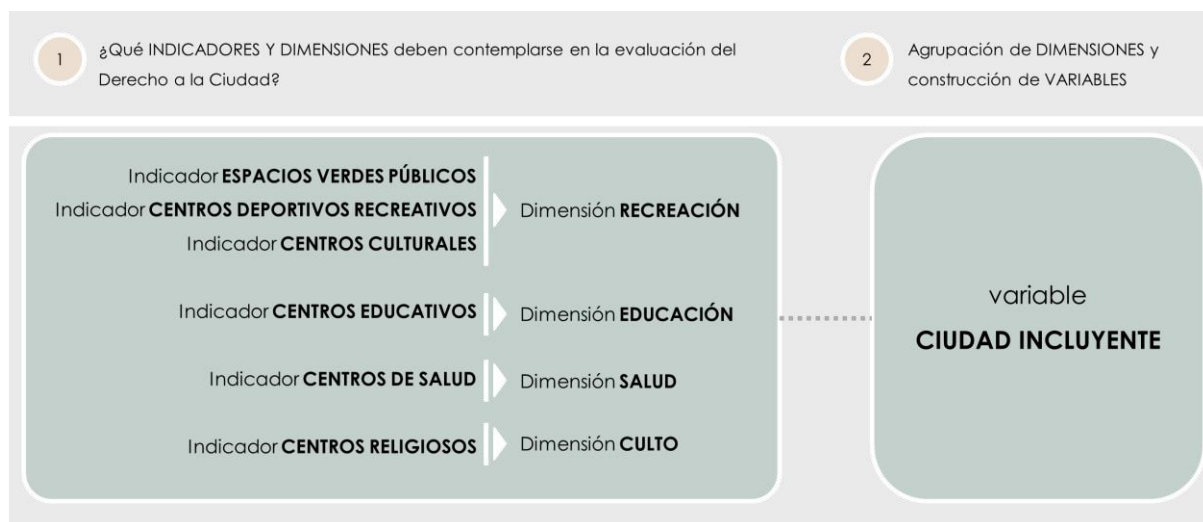 1
¿Qué INDICADORES Y DIMENSIONES deben contemplarse en la evaluación del
Derecho a la Ciudad?
2
Agrupación de DIMENSIONES y
construcción de VARIABLES
Indicador ESPACIOS VERDES PÚBLICOS
Indicador CENTROS DEPORTIVOS RECREATIVOS
Indicador CENTROS CULTURALES
Dimensión RECREACIÓN
Indicador CENTROS EDUCATIVOS
Dimensión EDUCACIÓN
Indicador CENTROS DE SALUD
Dimensión SALUD
Indicador CENTROS RELIGIOSOS
Dimensión CULTO
variable
CIUDAD INCLUYENTE